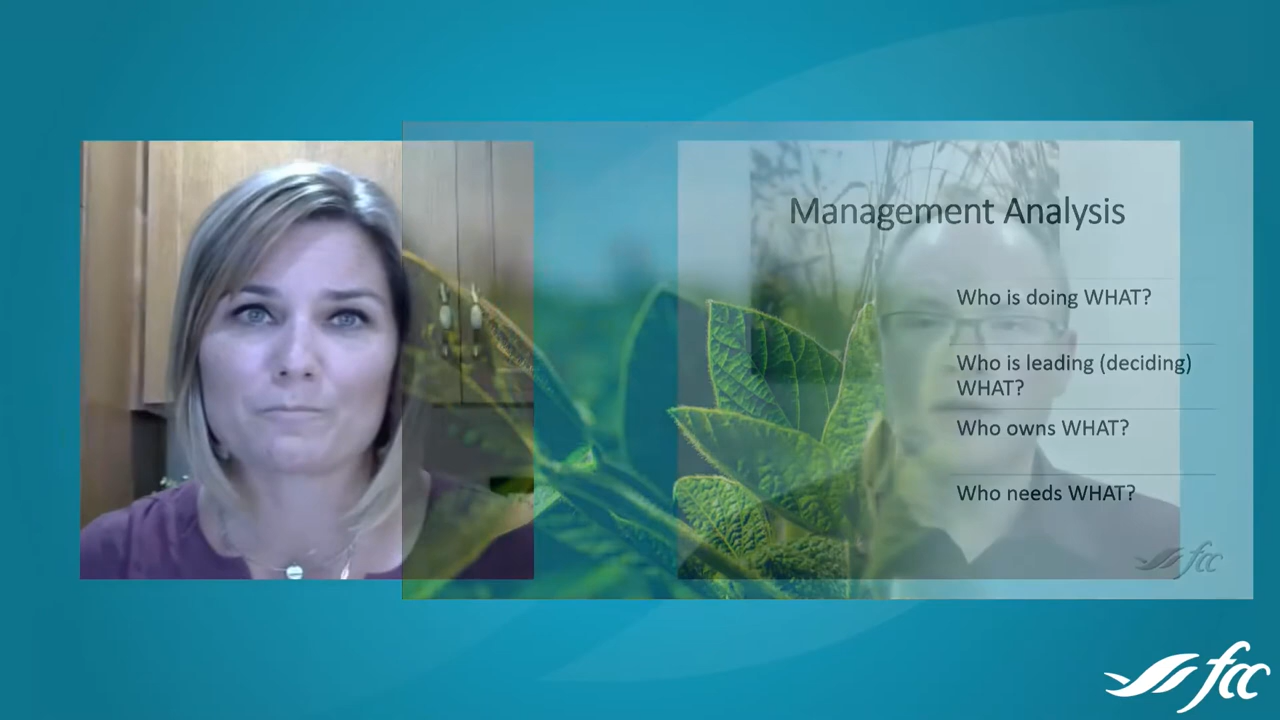 Management Analysis
Who is doing WHAT?
Who is leading (deciding)
WHAT?
Who owns WHAT?
Who needs WHAT?
fcc
fcc